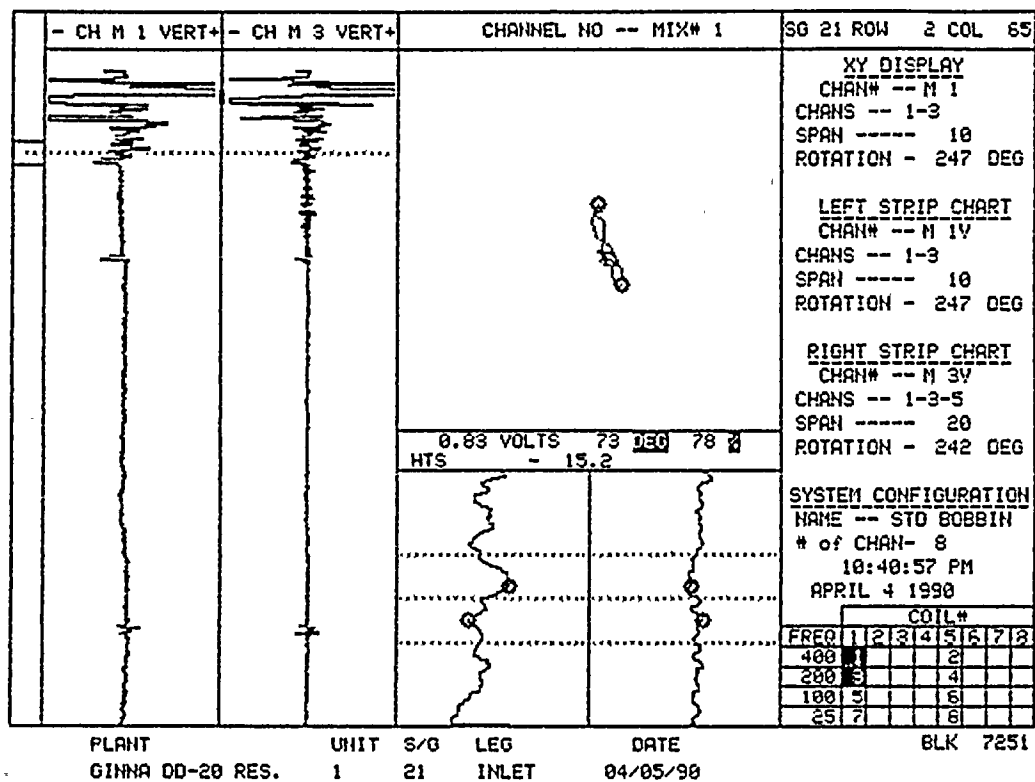 - CH M 1 VERT+
- CH M 3 VERT+
CHANNEL NO -- MIX# 1
SG 21 ROW 2 COL 65
XY DISPLAY
CHAN# -- M 1
CHANS -- 1-3
SPAN ----- 10
ROTATION - 247 DEG
LEFT STRIP CHART
CHAN# -- M 1V
CHANS -- 1-3
SPAN ----- 10
ROTATION - 247 DEG
RIGHT STRIP CHART
CHAN# -- M 3V
CHANS -- 1-3-5
SPAN ----- 20
ROTATION - 242 DEG
0.83 VOLTS 73 DEG 78 %
HTS - 15.2
SYSTEM CONFIGURATION
NAME -- STD BOBBIN
# of CHAN- 8
10:40:57 PM
APRIL 4 1990
COIL#
FREQ 1 2 3 4 5 6 7 8
400 2
200 4
100 5 6
25 7 8
PLANT UNIT S/G LEG DATE BLK 7251
GINNA DD-20 RES. 1 21 INLET 04/05/90